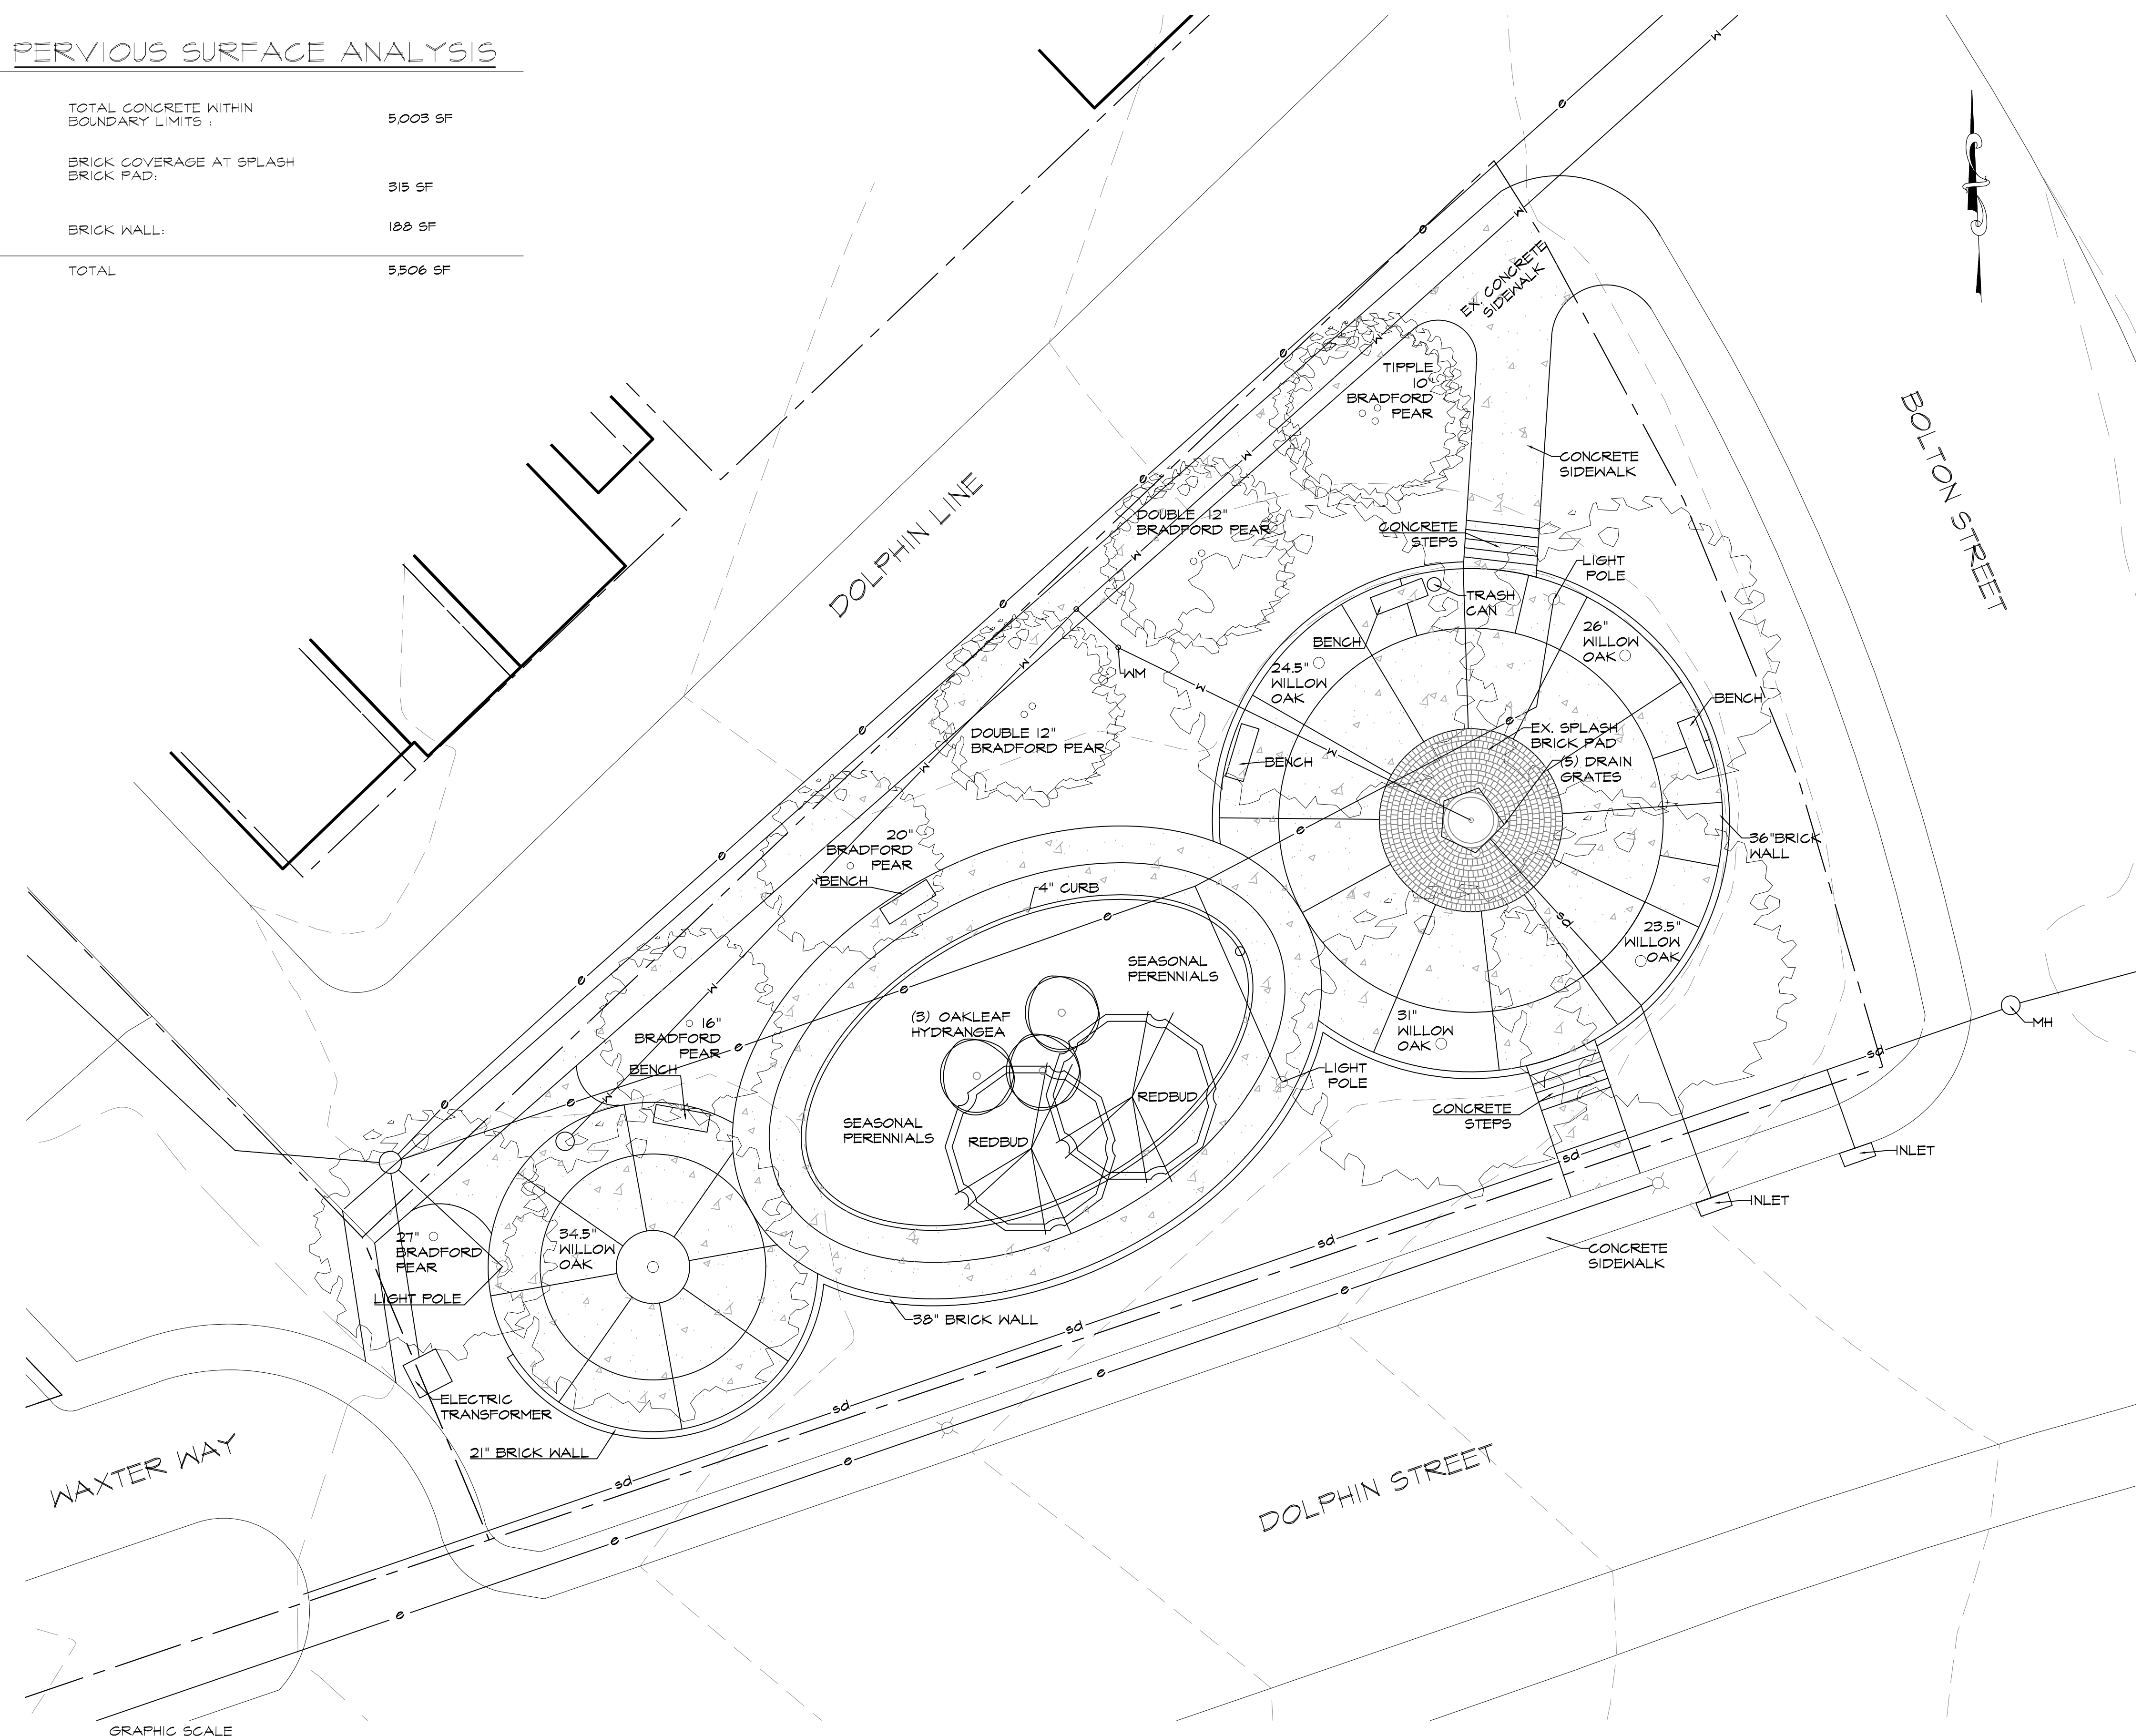 PERVIOUS SURFACE ANALYSIS
TOTAL CONCRETE WITHIN
BOUNDARY LIMITS :
5,003 SF
BRICK COVERAGE AT SPLASH
BRICK PAD:
315 SF
BRICK WALL:
188 SF
TOTAL
5,506 SF
W
e
W
e
EX. CONCRETE
SIDEWALK
e
W
TIPPLE
10"
BRADFORD
PEAR
BOLTON STREET
CONCRETE
SIDEWALK
W
e
DOLPHIN LINE
DOUBLE 12"
BRADFORD PEAR
CONCRETE
STEPS
W
LIGHT
POLE
TRASH
CAN
e
26"
WILLOW
OAK
BENCH
24.5"
WILLOW
OAK
W
WM
W
BENCH
e
e
EX. SPLASH
BRICK PAD
DOUBLE 12"
BRADFORD PEAR
W
BENCH
(5) DRAIN
GRATES
W
20"
BRADFORD
PEAR
e
e
36"BRICK
WALL
BENCH
W
4" CURB
e
sd
23.5"
WILLOW
OAK
SEASONAL
PERENNIALS
e
W
e
(3) OAKLEAF
HYDRANGEA
31"
WILLOW
OAK
MH
16"
BRADFORD
PEAR
e
sd
BENCH
LIGHT
POLE
W
e
e
REDBUD
CONCRETE
STEPS
SEASONAL
PERENNIALS
REDBUD
INLET
sd
INLET
27"
BRADFORD
PEAR
34.5"
WILLOW
OAK
sd
CONCRETE
SIDEWALK
LIGHT POLE
e
38" BRICK WALL
sd
e
ELECTRIC
TRANSFORMER
sd
21" BRICK WALL
e
WAXTER WAY
sd
DOLPHIN STREET
e
e
GRAPHIC SCALE